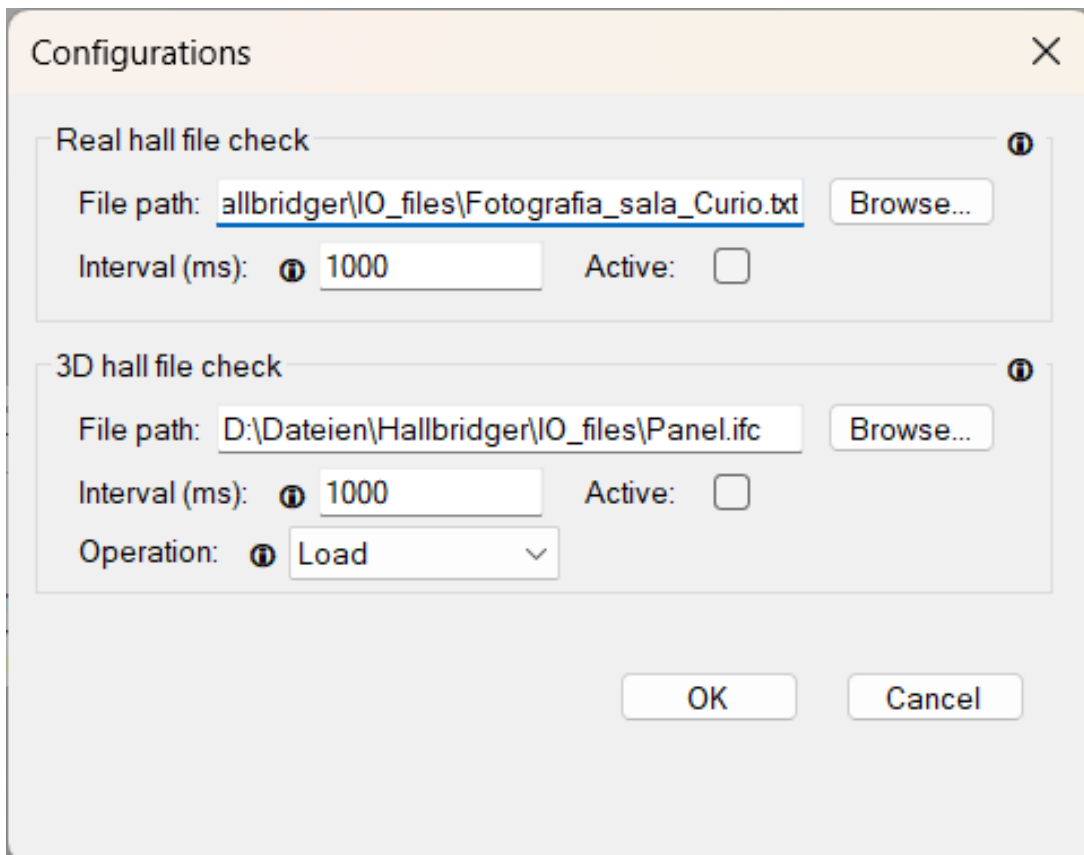 Configurations
Real hall file check
File path: allbridger\IO_files\Fotografia_sala_Curio.txt Browse...
Interval (ms): 1000 Active:
3D hall file check
File path: D:\Dateien\Hallbridger\IO_files\Panel.ifc Browse...
Interval (ms): 1000 Active:
Operation: Load
OK Cancel